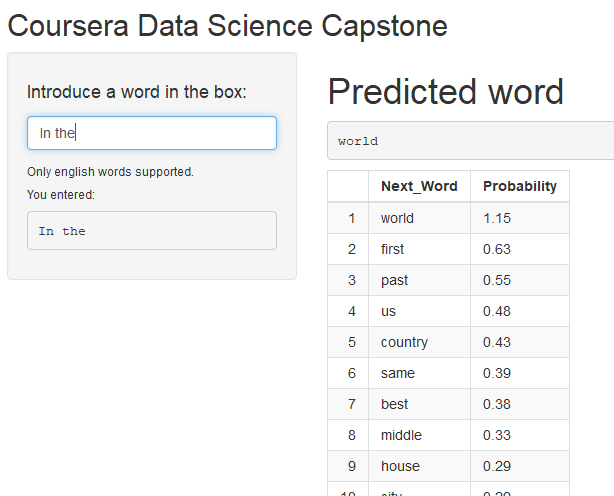 Coursera Data Science Capstone
Introduce a word in the box:
In the
Only english words supported.
You entered:
In the
Predicted word
world
Next_Word Probability
1 world 1.15
2 first 0.63
3 past 0.55
4 us 0.48
5 country 0.43
6 same 0.39
7 best 0.38
8 middle 0.33
9 house 0.29